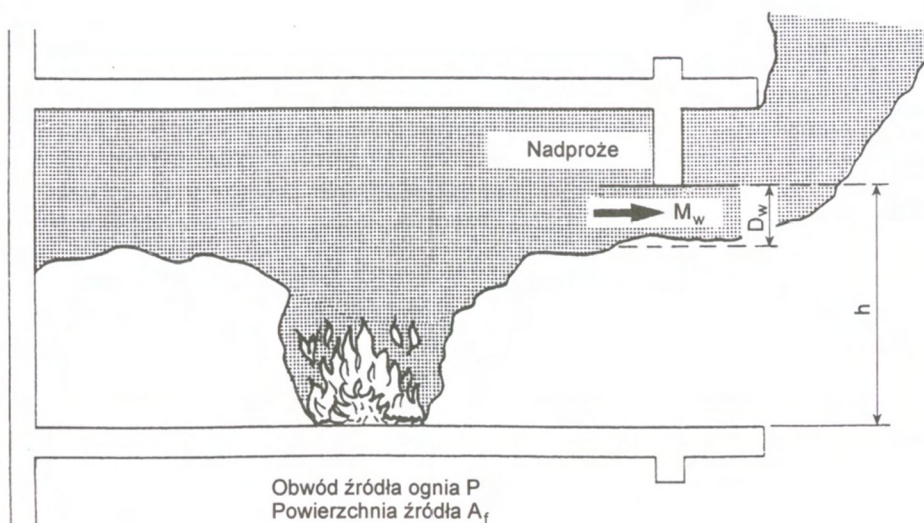 Nadproże
M_w
D_w
h
Obwód źródła ognia P
Powierzchnia źródła A_f